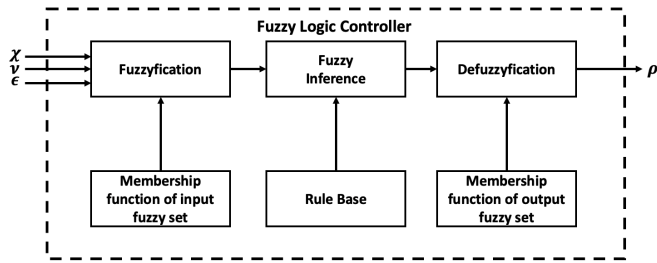 Fuzzy Logic Controller
χ
ν
ϵ
Fuzzyfication
Fuzzy
Inference
Defuzzyfication
ρ
Membership
function of input
fuzzy set
Rule Base
Membership
function of output
fuzzy set